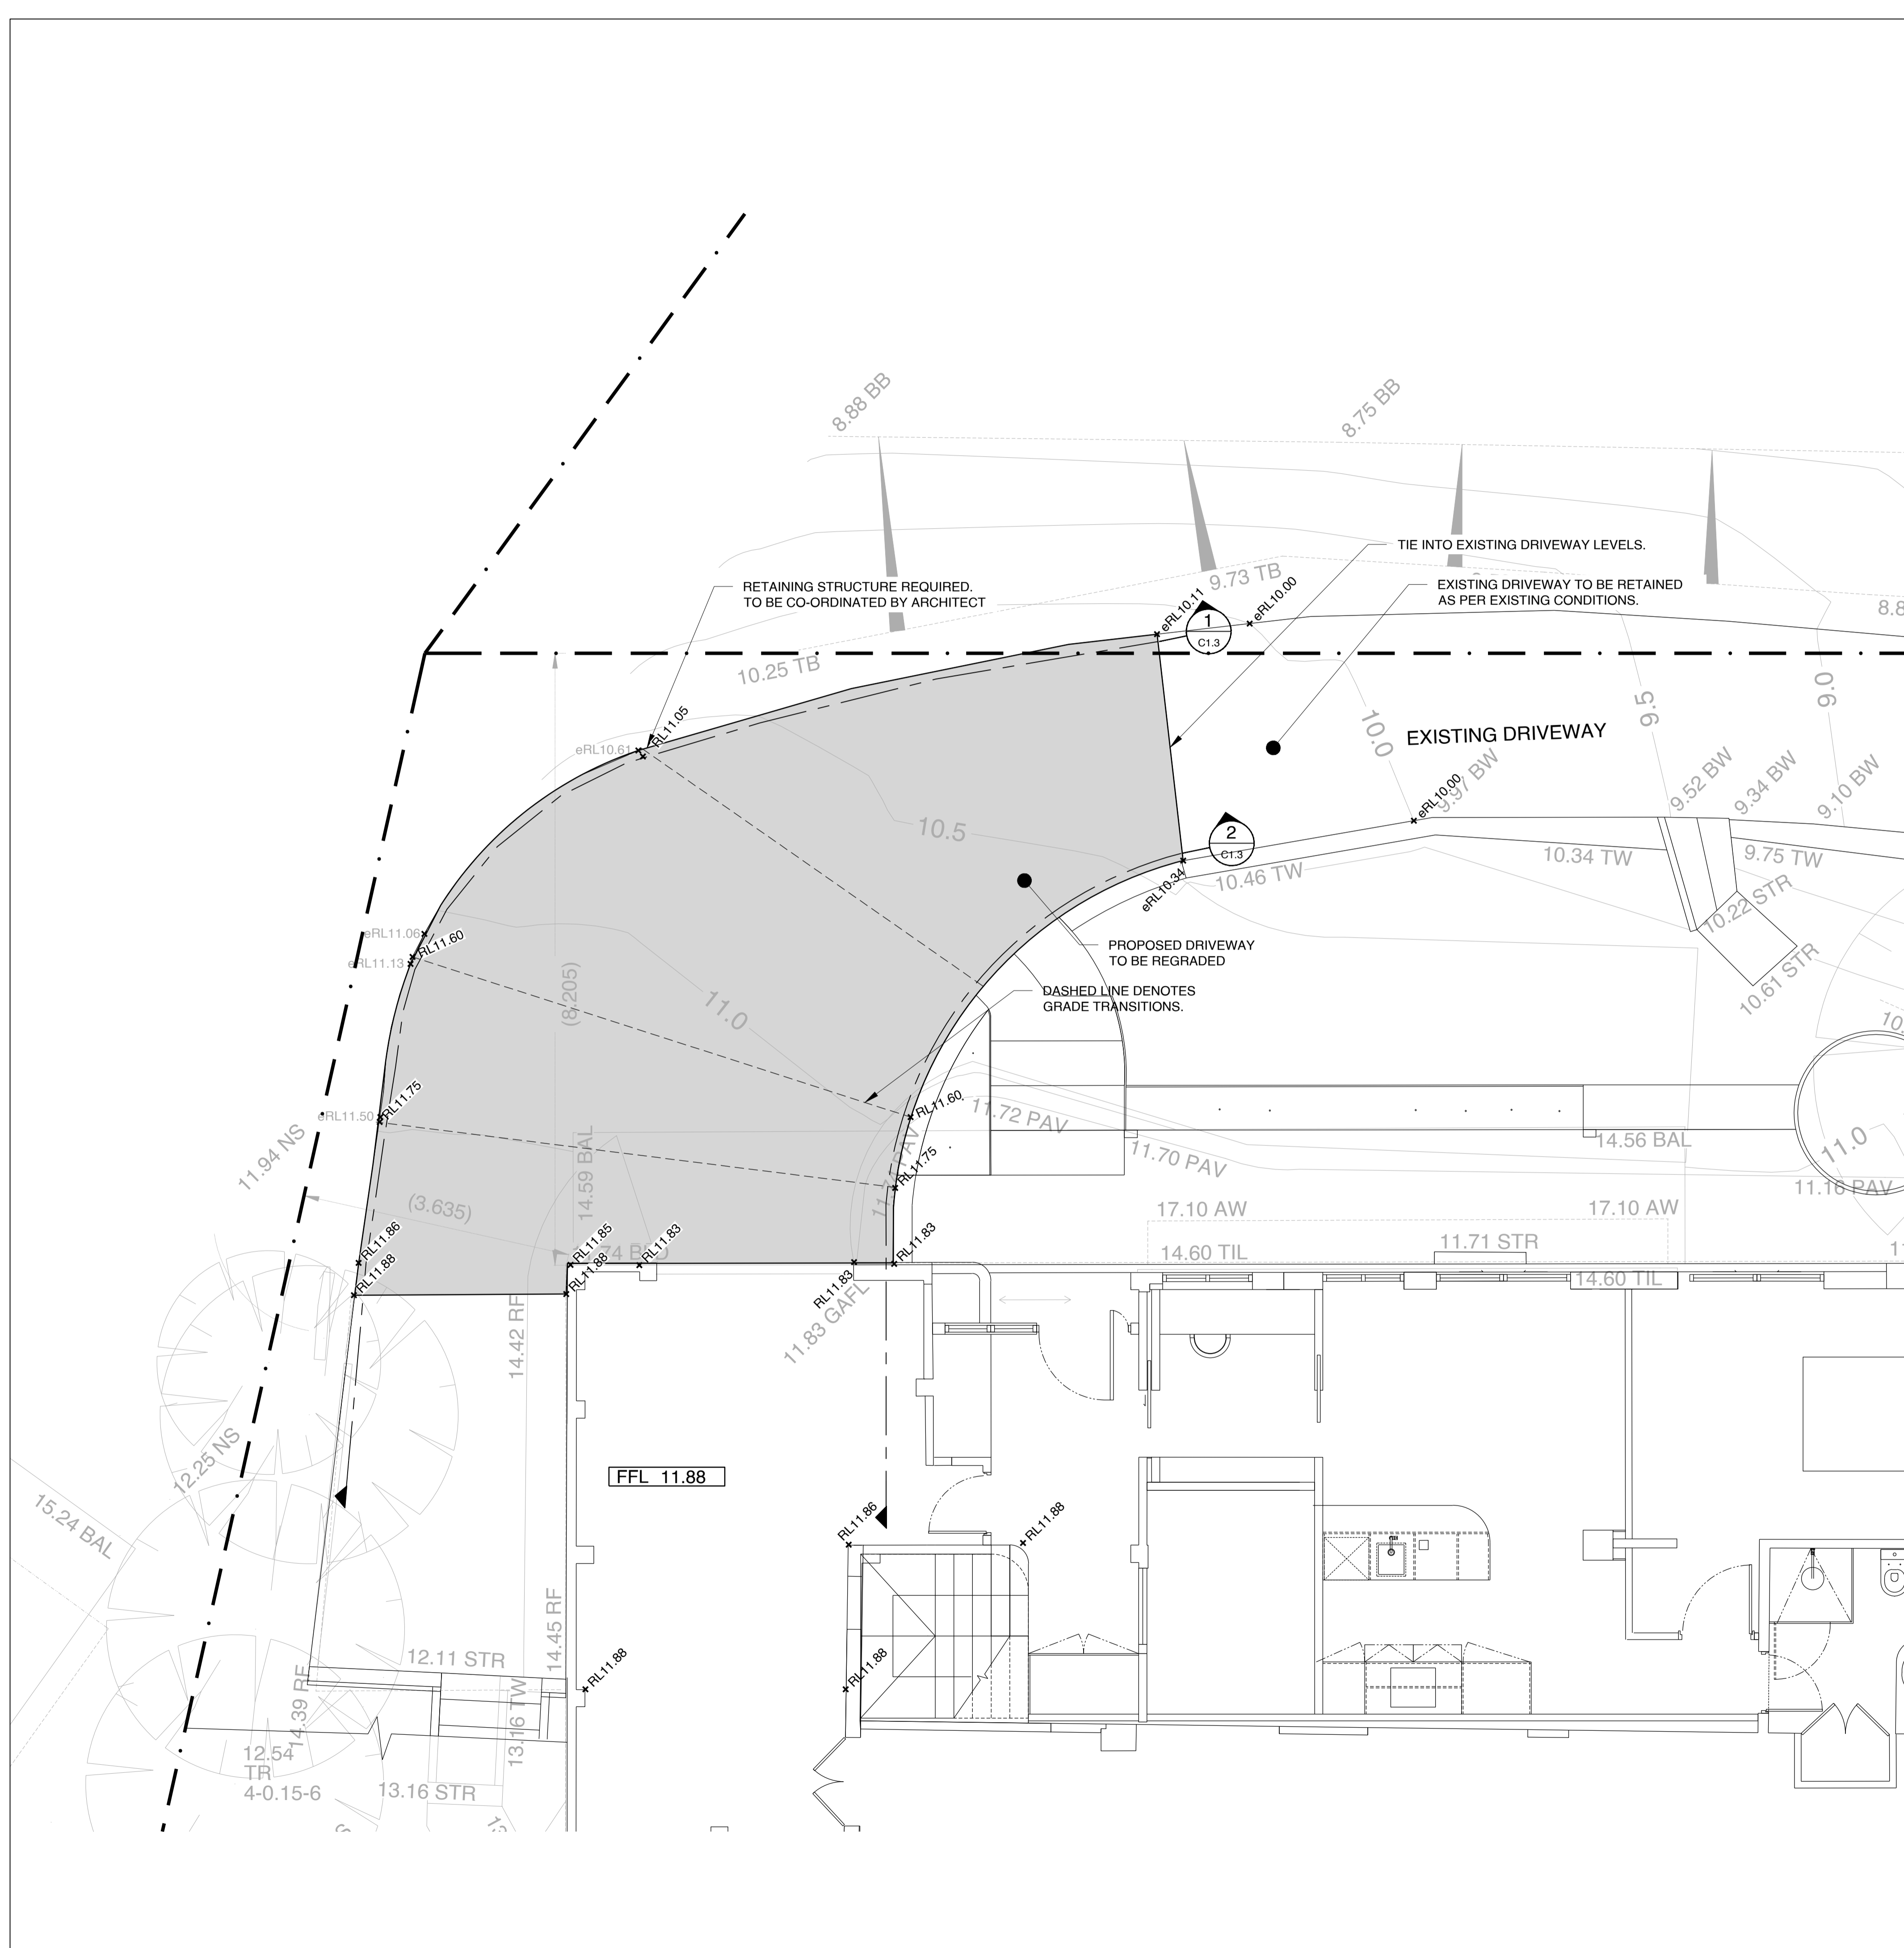 8.88 BB
8.75 BB
TIE INTO EXISTING DRIVEWAY LEVELS.
RETAINING STRUCTURE REQUIRED.
TO BE CO-ORDINATED BY ARCHITECT
9.73 TB
eRL10.11
eRL10.00
EXISTING DRIVEWAY TO BE RETAINED
AS PER EXISTING CONDITIONS.
1
C1.3
10.25 TB
9.0
9.5
RL11.05
eRL10.61
10.0
EXISTING DRIVEWAY
eRL10.00
9.97 BW
9.52 BW
9.34 BW
9.10 BW
10.5
2
C1.3
10.34 TW
9.75 TW
10.46 TW
eRL10.34
10.22 STR
eRL11.06
RL11.60
eRL11.13
PROPOSED DRIVEWAY
TO BE REGRADED
(8.205)
11.0
DASHED LINE DENOTES
GRADE TRANSITIONS.
10.61 STR
RL11.75
eRL11.50
RL11.60
11.72 PAV
11.94 NS
14.59 BAL
11.70 PAV
14.56 BAL
11.0
RL11.75
11.16 PAV
(3.635)
17.10 AW
17.10 AW
RL11.86
RL11.85
RL11.83
RL11.83
11.71 STR
14.60 TIL
RL11.88
RL11.88
RL11.83
14.60 TIL
11.83 GAFL
14.42 RF
12.25 NS
FFL 11.88
15.24 BAL
RL11.86
RL11.88
14.45 RF
12.11 STR
RL11.88
RL11.88
14.39 RF
13.16 TW
12.54
TR
4-0.15-6
13.16 STR